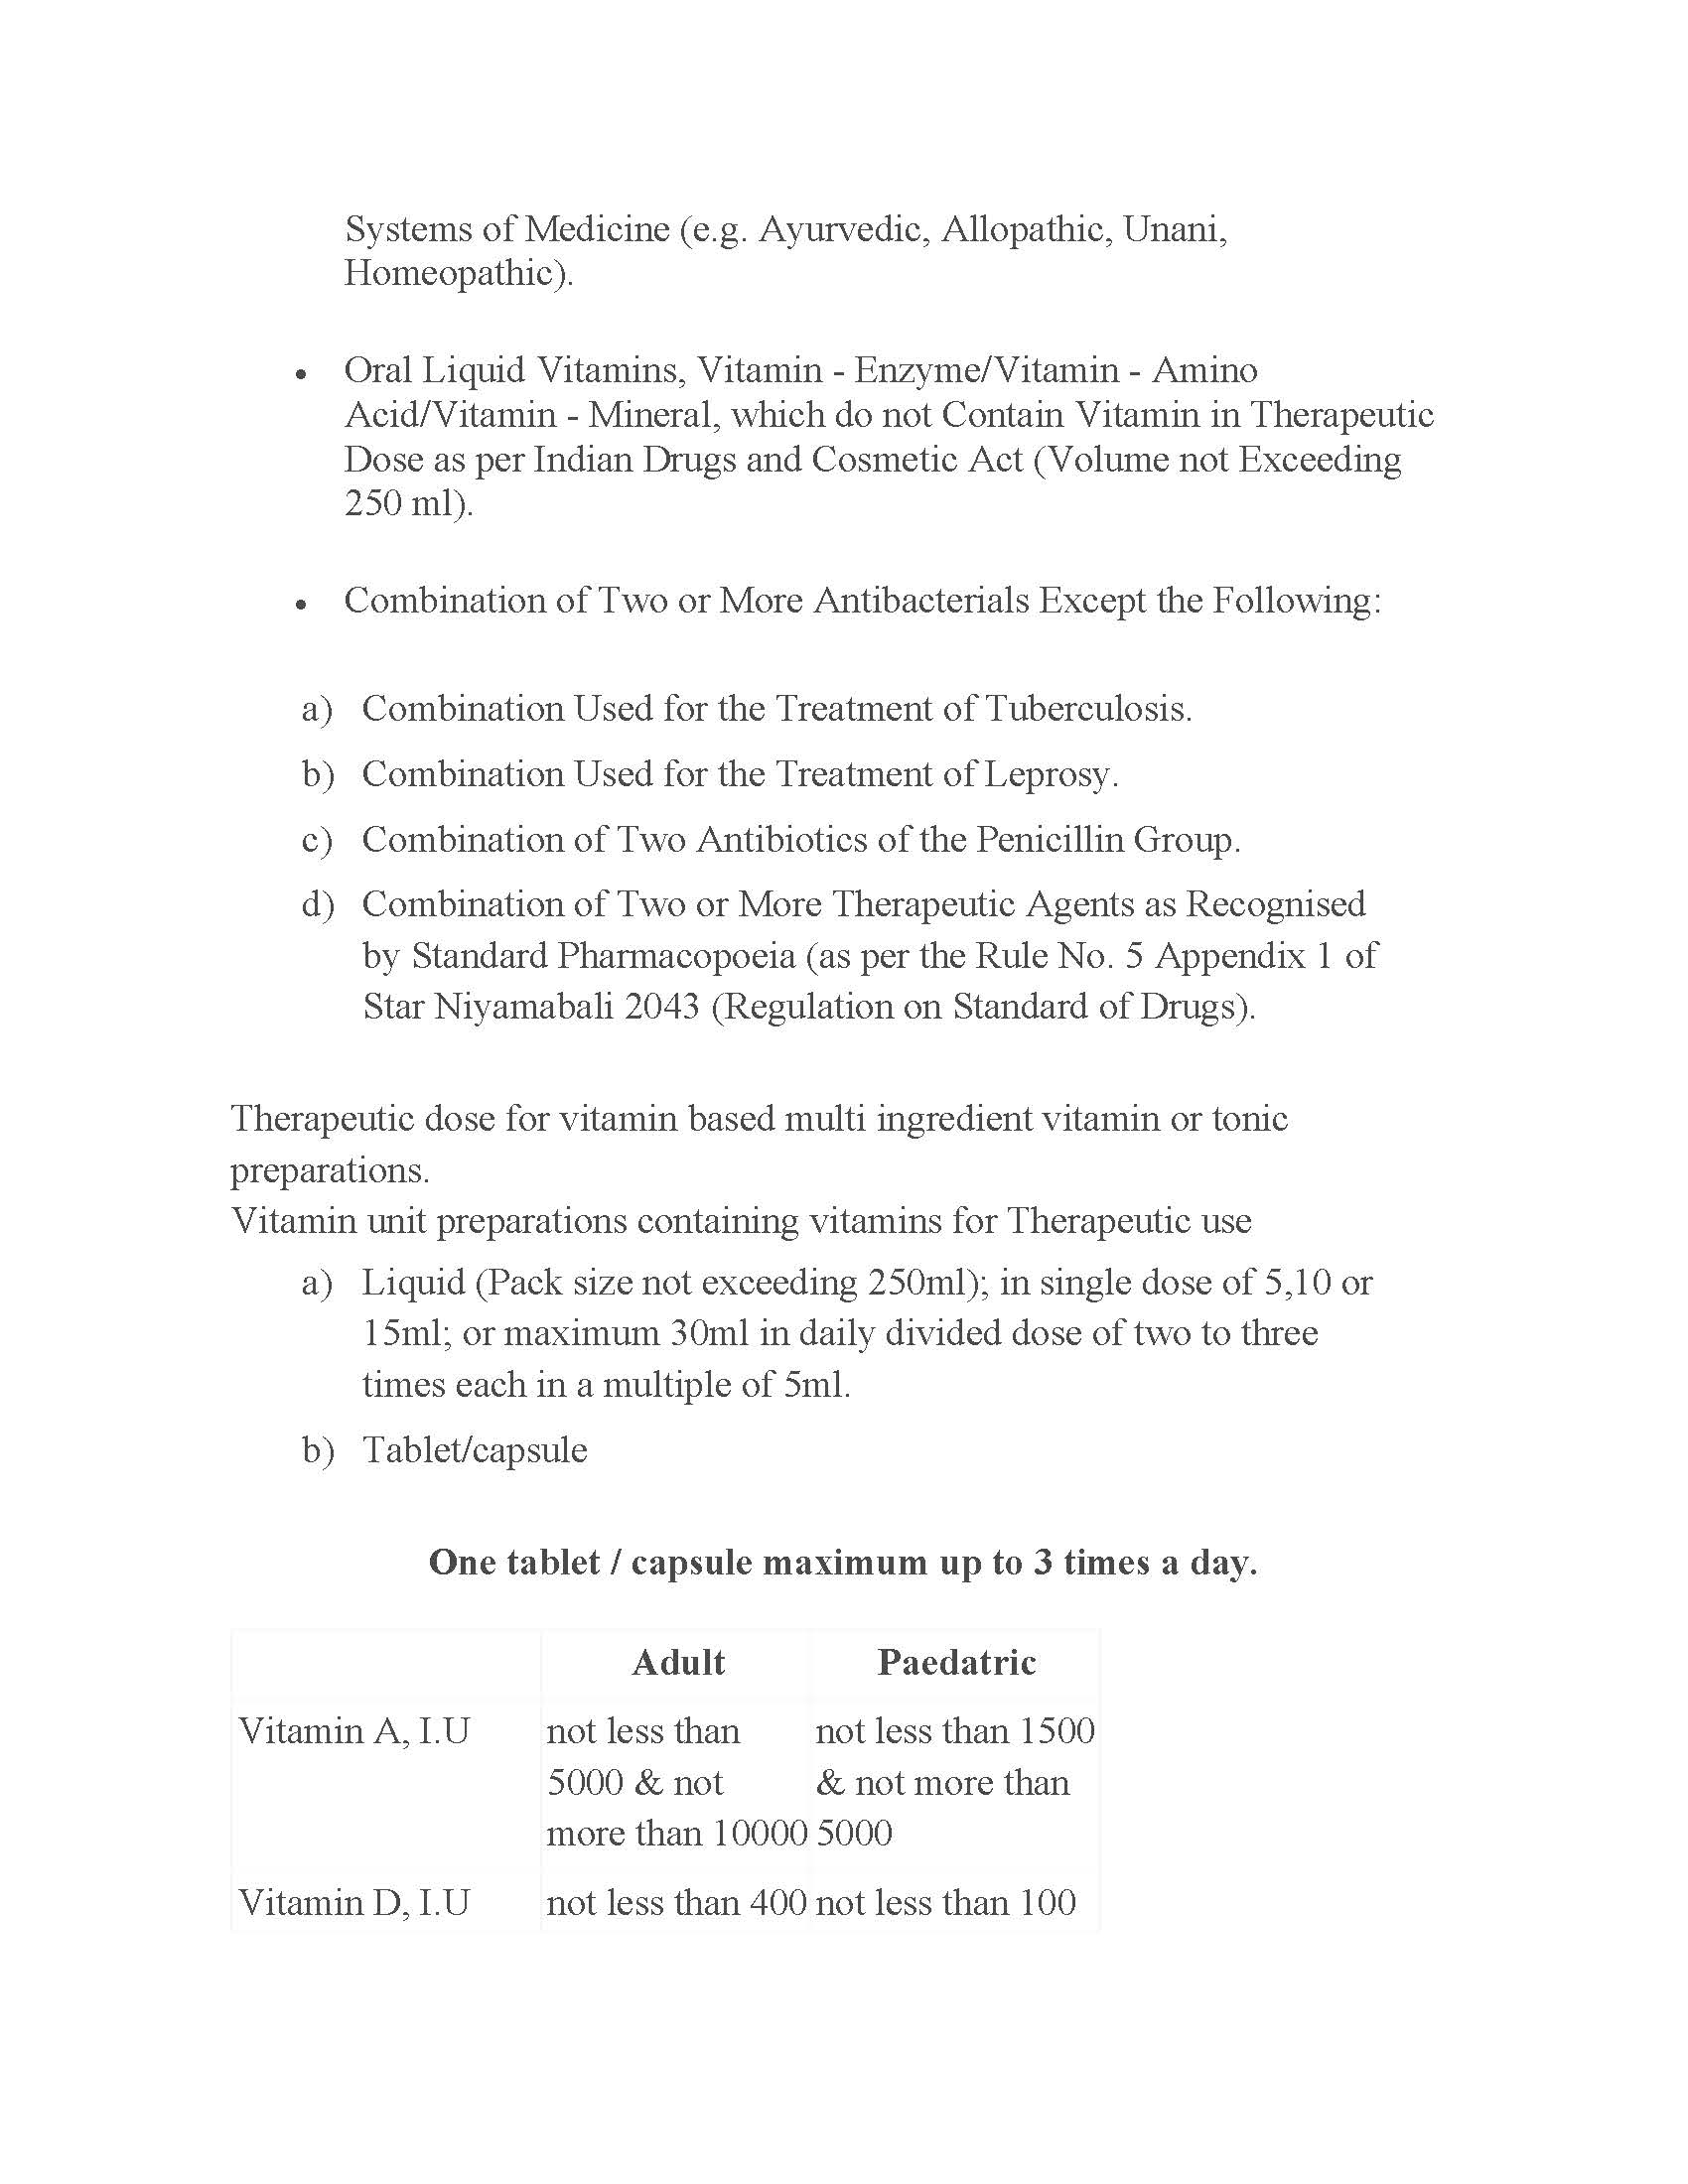 Systems of Medicine (e.g. Ayurvedic, Allopathic, Unani,
Homeopathic).
• Oral Liquid Vitamins, Vitamin - Enzyme/Vitamin - Amino
Acid/Vitamin - Mineral, which do not Contain Vitamin in Therapeutic
Dose as per Indian Drugs and Cosmetic Act (Volume not Exceeding
250 ml).
• Combination of Two or More Antibacterials Except the Following:
a) Combination Used for the Treatment of Tuberculosis.
b) Combination Used for the Treatment of Leprosy.
c) Combination of Two Antibiotics of the Penicillin Group.
d) Combination of Two or More Therapeutic Agents as Recognised
by Standard Pharmacopoeia (as per the Rule No. 5 Appendix 1 of
Star Niyamabali 2043 (Regulation on Standard of Drugs).
Therapeutic dose for vitamin based multi ingredient vitamin or tonic
preparations.
Vitamin unit preparations containing vitamins for Therapeutic use
a) Liquid (Pack size not exceeding 250ml); in single dose of 5,10 or
15ml; or maximum 30ml in daily divided dose of two to three
times each in a multiple of 5ml.
b) Tablet/capsule
One tablet / capsule maximum up to 3 times a day.
Adult Paedatric
Vitamin A, I.U not less than not less than 1500
5000 & not & not more than
more than 10000 5000
Vitamin D, I.U not less than 400 not less than 100